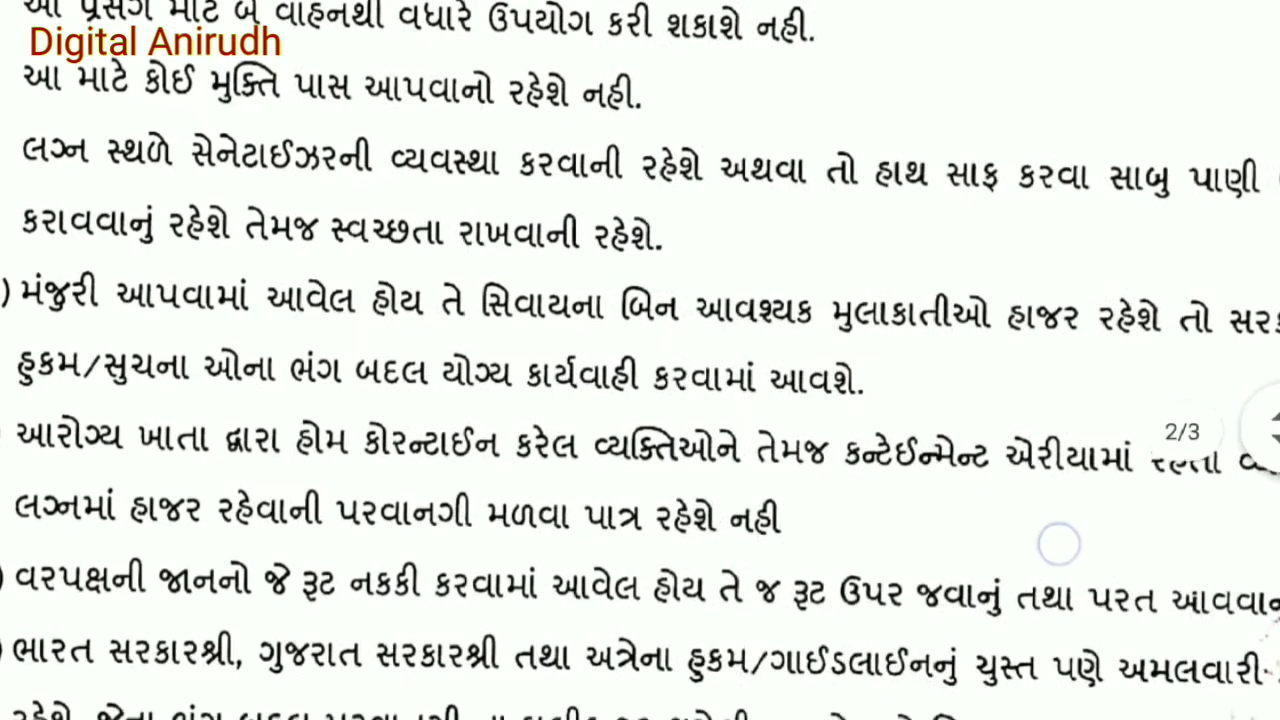 આ પ્રસંગ માટે બે વાહનથી વધારે ઉપયોગ કરી શકાશે નહી.
Digital Anirudh
આ માટે કોઈ મુક્તિ પાસ આપવાનો રહેશે નહી.
લગ્ન સ્થળે સેનેટાઈઝરની વ્યવસ્થા કરવાની રહેશે અથવા તો હાથ સાફ કરવા સાબુ પાણી
કરાવવાનું રહેશે તેમજ સ્વચ્છતા રાખવાની રહેશે.
) મંજુરી આપવામાં આવેલ હોય તે સિવાયના બિન આવશ્યક મુલાકાતીઓ હાજર રહેશે તો
હુકમ/સુચના ઓના ભંગ બદલ યોગ્ય કાર્યવાહી કરવામાં આવશે.
આરોગ્ય ખાતા દ્વારા હોમ કોરન્ટાઈન કરેલ વ્યક્તિઓને તેમજ કન્ટેઈન્મેન્ટ એરીયામાં
2/3
લગ્નમાં હાજર રહેવાની પરવાનગી મળવા પાત્ર રહેશે નહી
) વરપક્ષની જાનનો જે રૂટ નકકી કરવામાં આવેલ હોય તે જ રૂટ ઉપર જવાનું તથા પરત
) ભારત સરકારશ્રી, ગુજરાત સરકારશ્રી તથા અત્રેના હુકમ/ગાઈડલાઈનનું ચુસ્ત પણે અમલવારી